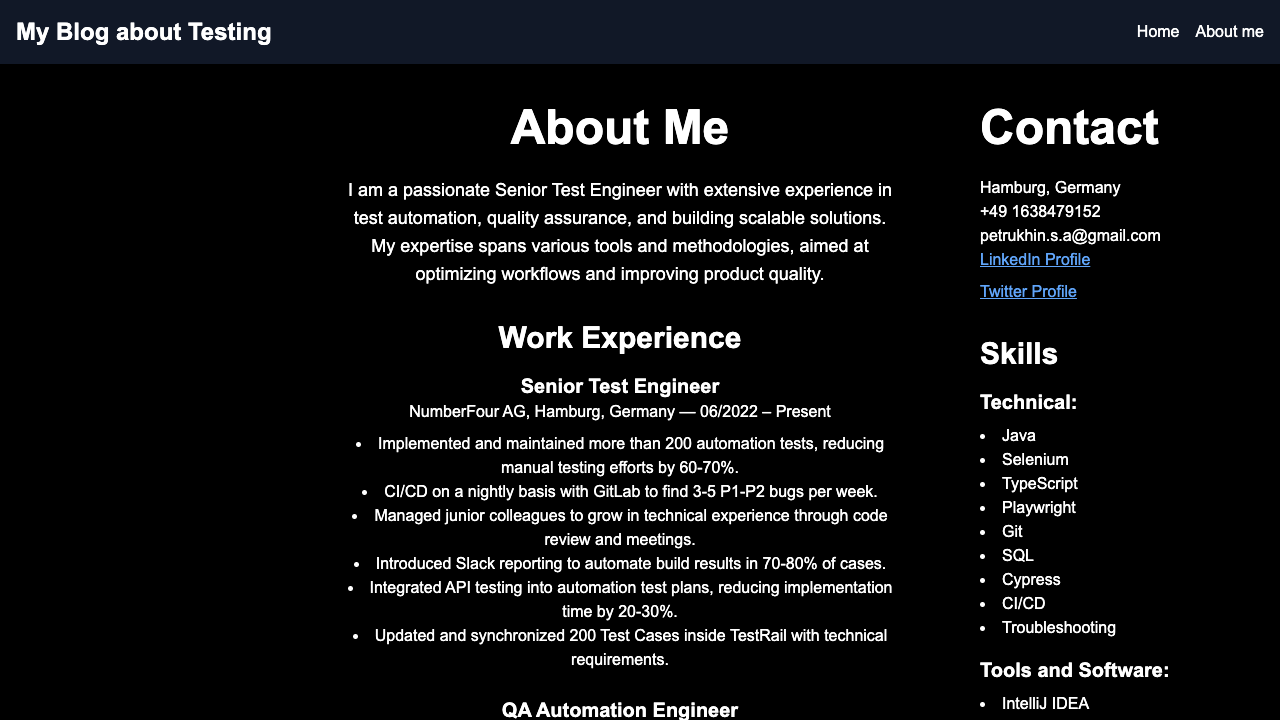 My Blog about Testing
Home About me
About Me
I am a passionate Senior Test Engineer with extensive experience in
test automation, quality assurance, and building scalable solutions.
My expertise spans various tools and methodologies, aimed at
optimizing workflows and improving product quality.
Work Experience
Senior Test Engineer
NumberFour AG, Hamburg, Germany — 06/2022 – Present
• Implemented and maintained more than 200 automation tests, reducing
manual testing efforts by 60-70%.
• CI/CD on a nightly basis with GitLab to find 3-5 P1-P2 bugs per week.
• Managed junior colleagues to grow in technical experience through code
review and meetings.
• Introduced Slack reporting to automate build results in 70-80% of cases.
• Integrated API testing into automation test plans, reducing implementation
time by 20-30%.
• Updated and synchronized 200 Test Cases inside TestRail with technical
requirements.
QA Automation Engineer
Contact
Hamburg, Germany
+49 1638479152
petrukhin.s.a@gmail.com
LinkedIn Profile
Twitter Profile
Skills
Technical:
• Java
• Selenium
• TypeScript
• Playwright
• Git
• SQL
• Cypress
• CI/CD
• Troubleshooting
Tools and Software:
• IntelliJ IDEA